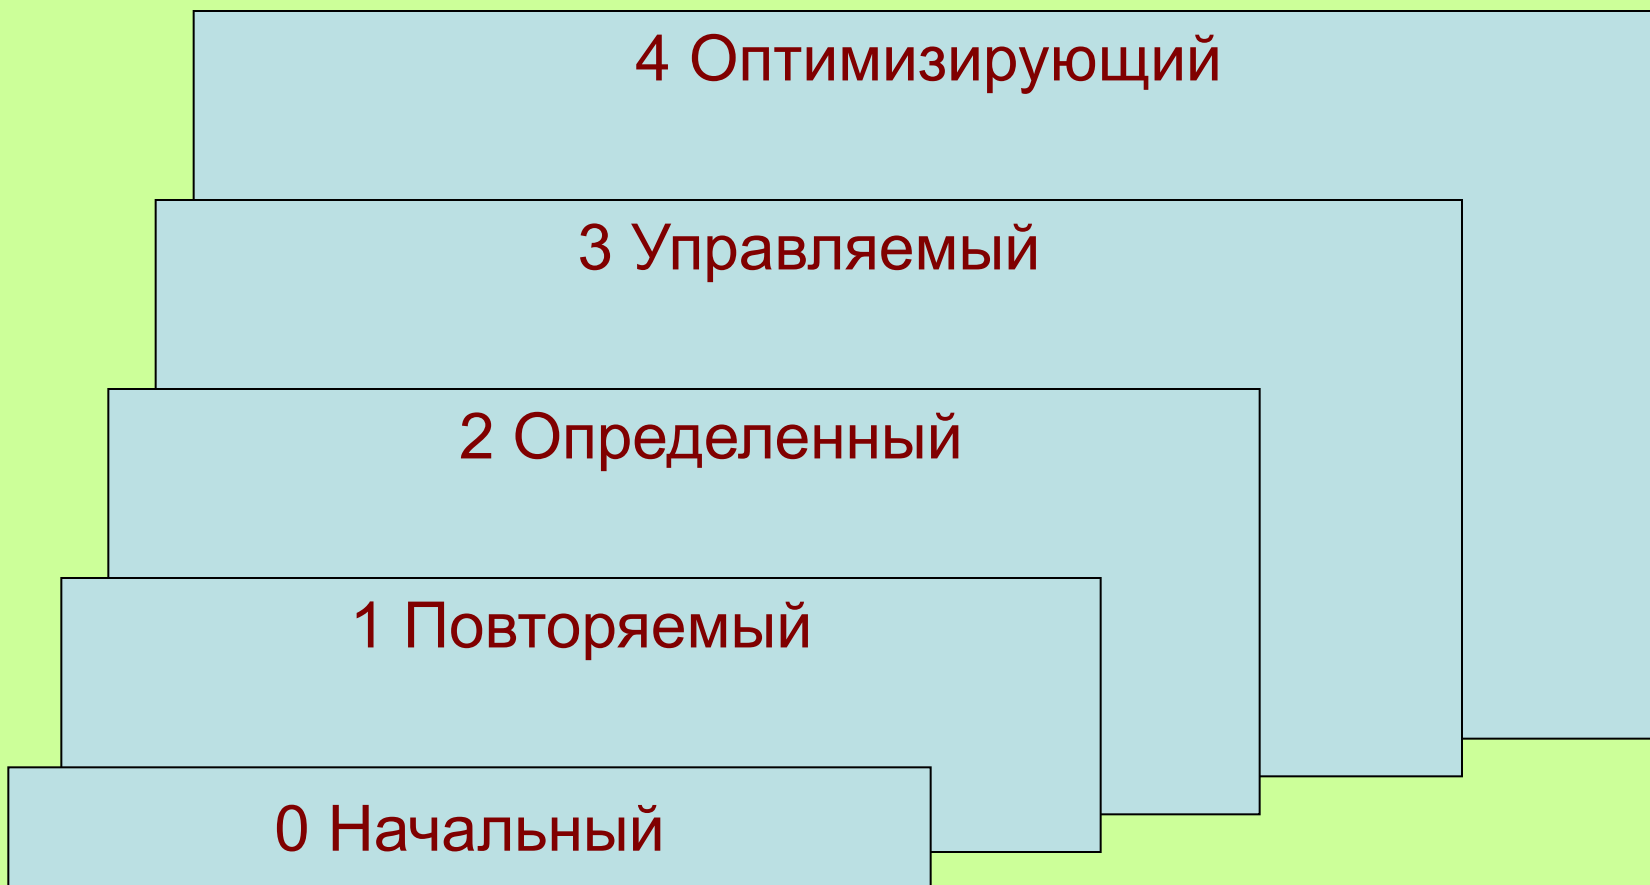 4 Оптимизирующий
3 Управляемый
2 Определенный
1 Повторяемый
0 Начальный